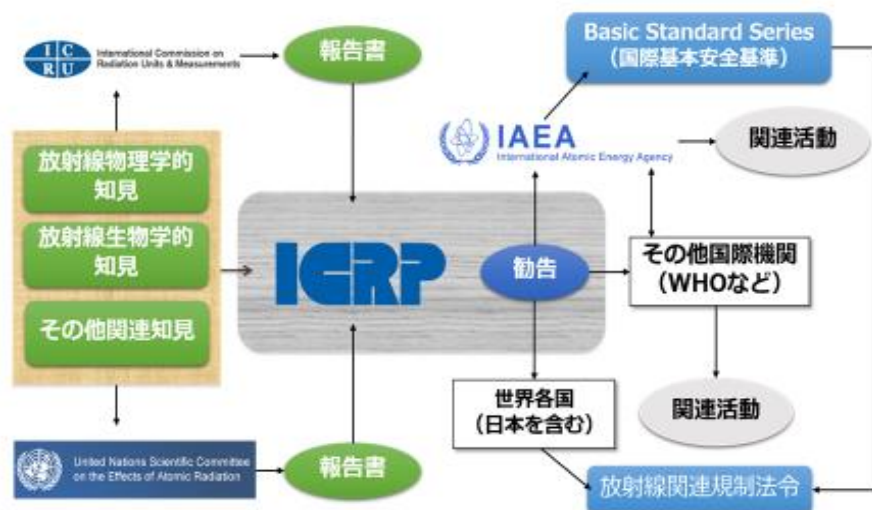 I C
R U
International Commission on
Radiation Units & Measurements
報告書
Basic Standard Series
（国際基本安全基準）
IAEA
International Atomic Energy Agency
関連活動
放射線物理学的
知見
放射線生物学的
知見
その他関連知見
ICRP
勧告
その他国際機関
（WHOなど）
世界各国
（日本を含む）
関連活動
United Nations Scientific Committee
on the Effects of Atomic Radiation
報告書
放射線関連規制法令